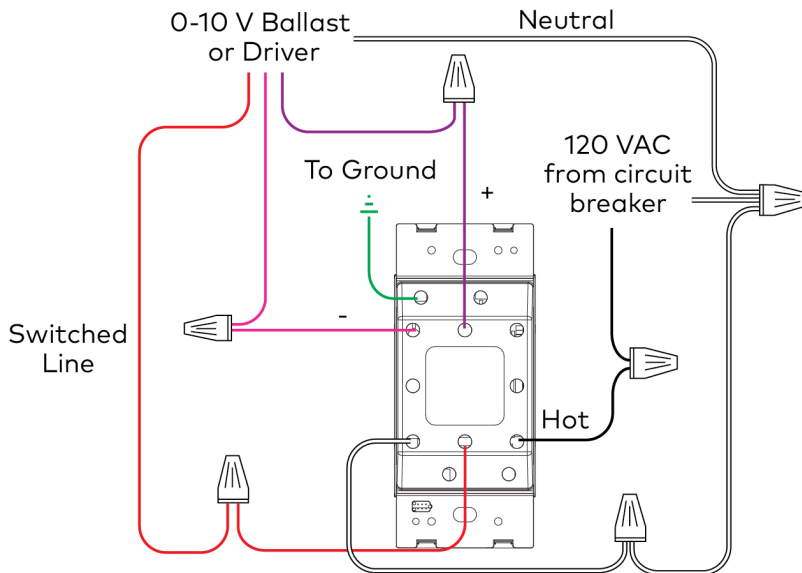 0-10 V Ballast
or Driver
Neutral
120 VAC
from circuit
breaker
To Ground
+
-
Switched
Line
Hot